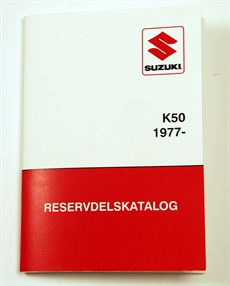 SUZUKI
K50
1977-
RESERVDELSKATALOG